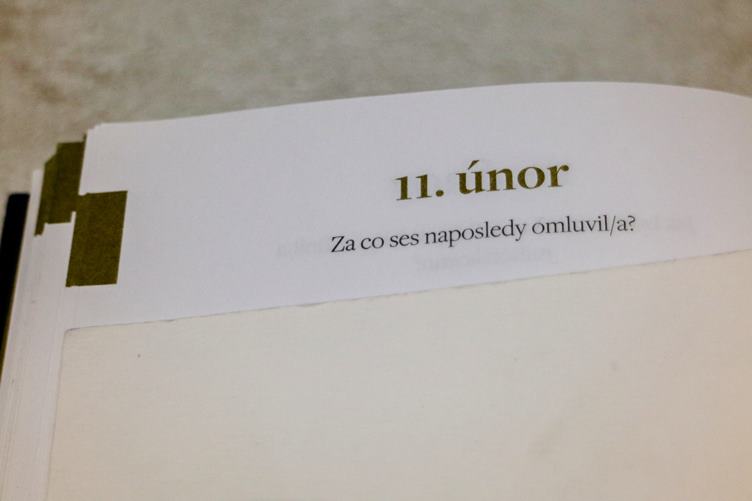 11. únor
Za co ses naposledy omluvil/a?